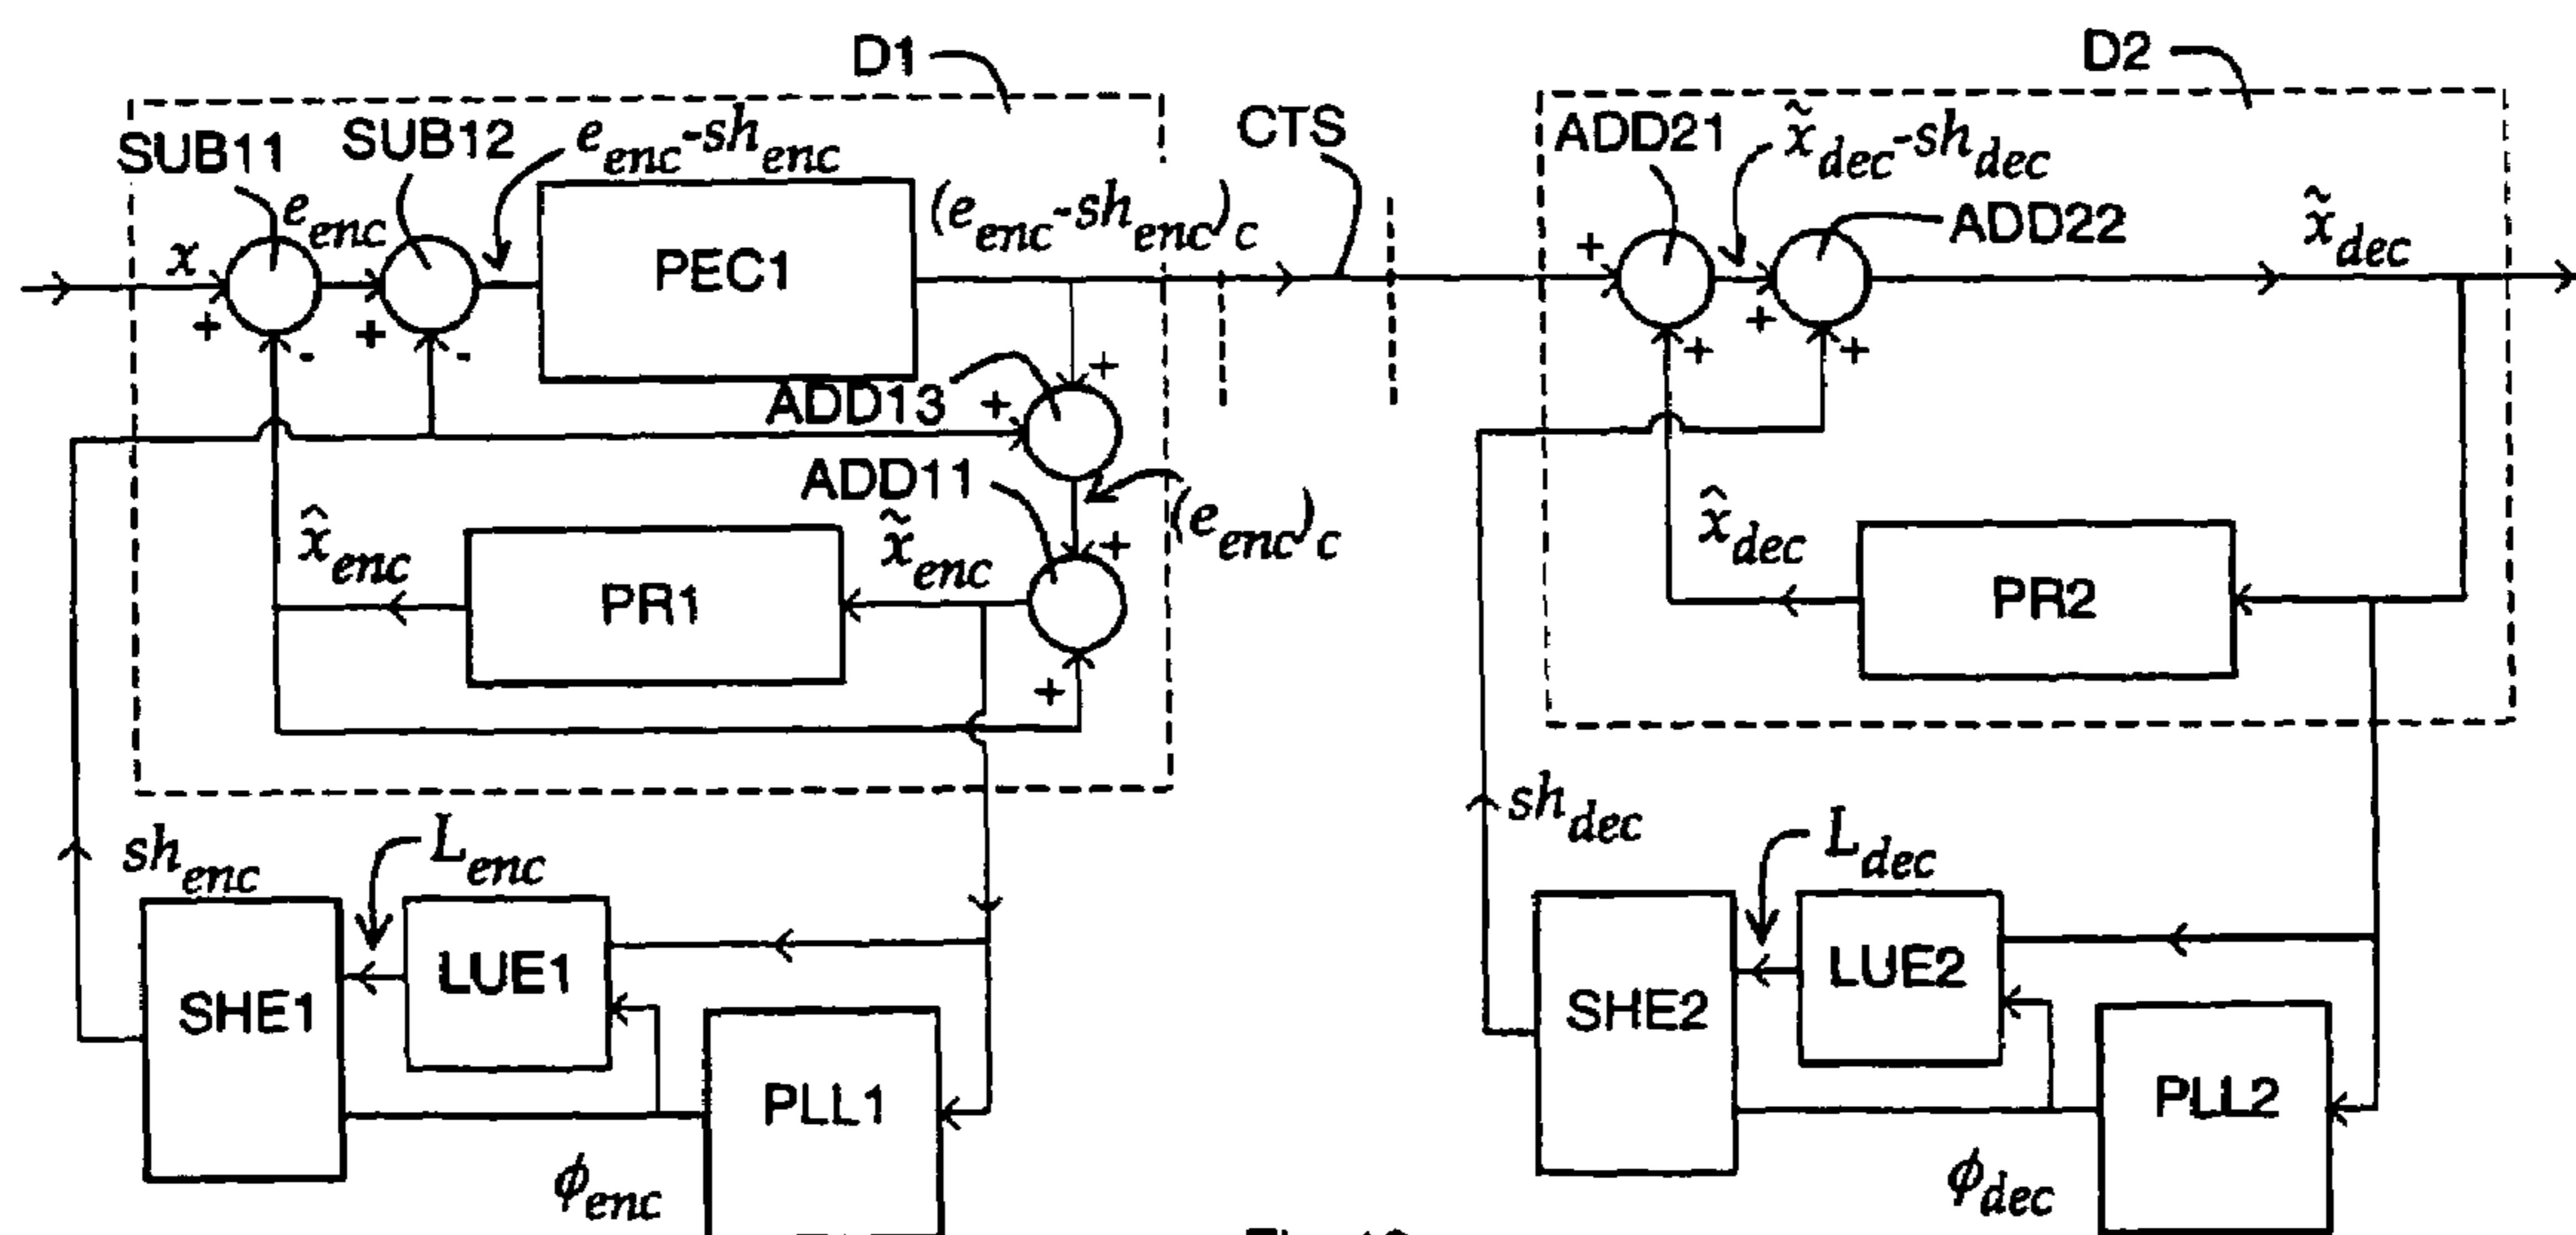 D1
D2
SUB11
SUB12
e_enc-sh_enc
CTS
ADD21
x̃_dec-sh_dec
x
e_enc
PEC1
(e_enc-sh_enc)_c
ADD22
x̃_dec
+
+
-
-
+
+
+
+
+
ADD13
+
ADD11
(e_enc)_c
+
x̂_enc
PR1
x̃_enc
+
x̂_dec
PR2
sh_enc
L_enc
sh_dec
L_dec
SHE1
LUE1
PLL1
SHE2
LUE2
PLL2
ϕ_enc
ϕ_dec